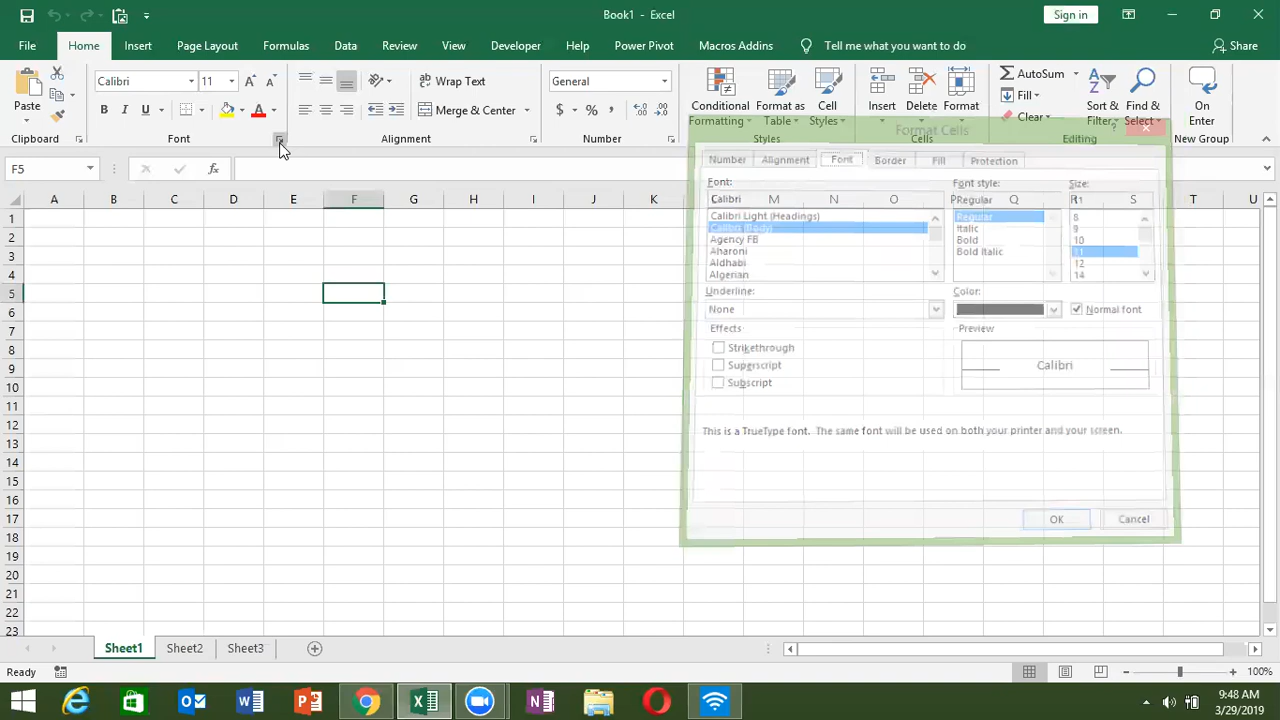 Book1 - Excel
Sign in
File Home Insert Page Layout Formulas Data Review View Developer Help Power Pivot Macros Addins Tell me what you want to do Share
Paste
Clipboard
Calibri 11
B I U A
Font
Wrap Text
Merge & Center
Alignment
General
$ % ,
Number
Conditional Formatting
Format as Table
Cell Styles
Styles
Insert
Delete
Format
Cells
AutoSum
Fill
Clear
Sort & Filter
Find & Select
Editing
On Enter
New Group
F5
fx
A B C D E F G H I J K M N O P Q R S T U V
1
2
3
4
5
6
7
8
9
10
11
12
13
14
15
16
17
18
19
20
21
22
23
Format Cells
?
Number Alignment Font Border Fill Protection
Font:
Calibri
Calibri Light (Headings)
Calibri (Body)
Agency FB
Aharoni
Aldhabi
Algerian
Font style:
Regular
Regular
Italic
Bold
Bold Italic
Size:
11
8
9
10
11
12
14
Underline:
None
Color:
Normal font
Effects
Strikethrough
Superscript
Subscript
Preview
Calibri
This is a TrueType font. The same font will be used on both your printer and your screen.
OK Cancel
Sheet1 Sheet2 Sheet3
Ready
100%
9:48 AM
3/29/2019